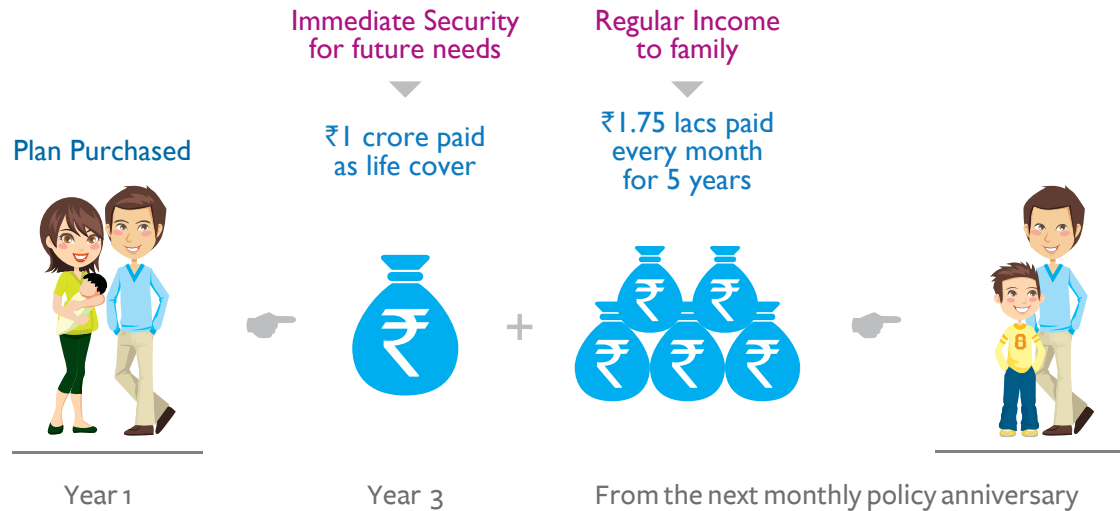 Immediate Security
for future needs
Regular Income
to family
Plan Purchased
₹1 crore paid
as life cover
₹1.75 lacs paid
every month
for 5 years
₹
₹
₹
₹
₹
₹
8
Year 1
Year 3
From the next monthly policy anniversary